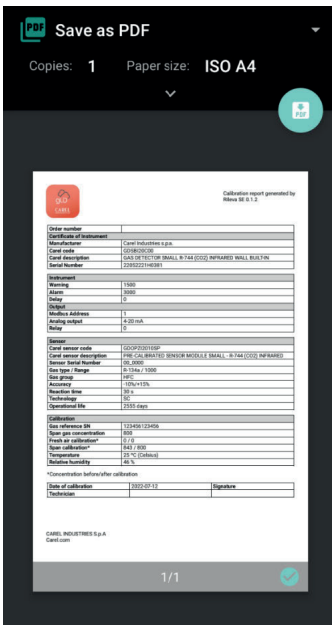 PDF Save as PDF
Copies: 1 Paper size: ISO A4
PDF
Calibration report generated by
Rileva SE 0.1.2
CAREL
Order number
Certificate of Instrument
Manufacturer Carel Industries s.p.a.
Carel code GDSBI20C00
Carel description GAS DETECTOR SMALL R-744 (CO2) INFRARED WALL BUILT-IN
Serial Number 22052221H0381
Instrument
Warning 1500
Alarm 3000
Delay 0
Output
Modbus Address 1
Analog output 4-20 mA
Relay 0
Sensor
Carel sensor code GDOPZI2010SP
Carel sensor description PRE-CALIBRATED SENSOR MODULE SMALL - R-744 (CO2) INFRARED
Sensor Serial Number 00_0000
Gas type / Range R-134a / 1000
Gas group HFC
Accuracy -10%/+15%
Reaction time 30 s
Technology SC
Operational life 2555 days
Calibration
Gas reference SN 123456123456
Span gas concentration 800
Fresh air calibration* 0 / 0
Span calibration* 843 / 800
Temperature 25 °C (Celsius)
Relative humidity 46 %
*Concentration before/after calibration
Date of calibration 2022-07-12 Signature
Technician
CAREL INDUSTRIES S.p.A
Carel.com
1/1